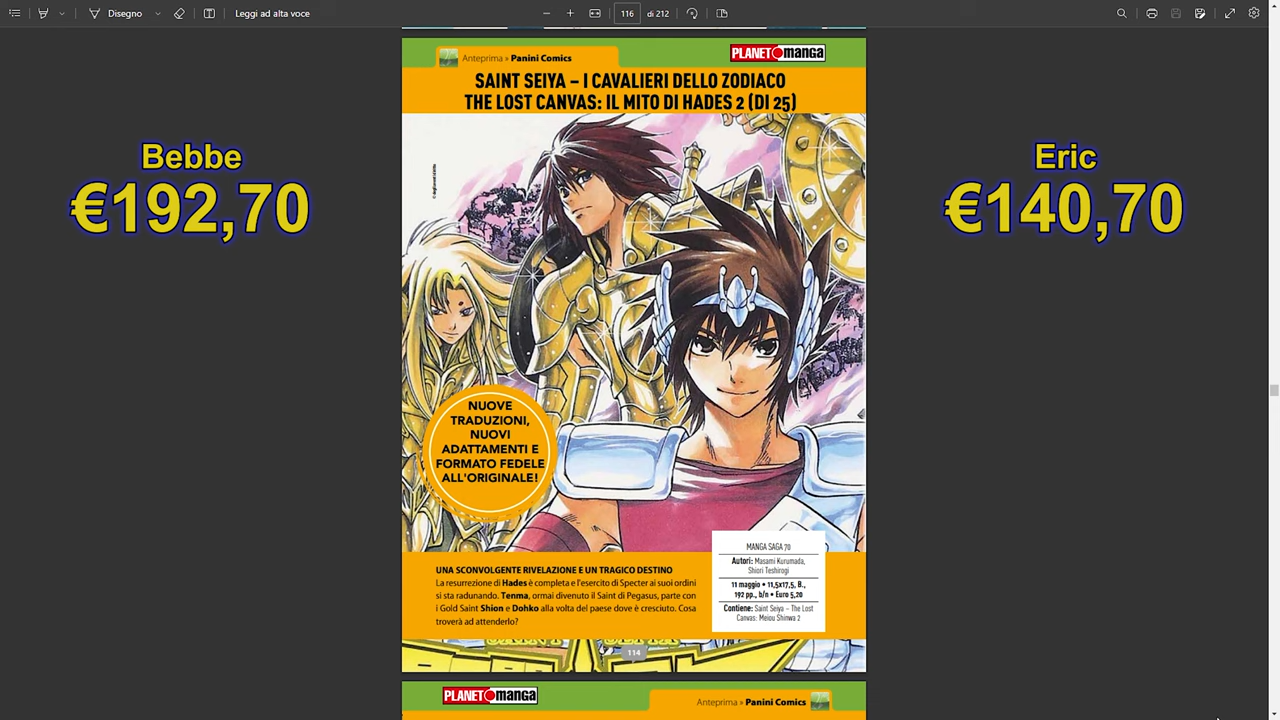 Disegno
Leggi ad alta voce
116
di 212
Anteprima » Panini Comics
PLANET manga
SAINT SEIYA – I CAVALIERI DELLO ZODIACO
THE LOST CANVAS: IL MITO DI HADES 2 (DI 25)
Bebbe
€192,70
Eric
€140,70
NUOVE
TRADUZIONI,
NUOVI
ADATTAMENTI E
FORMATO FEDELE
ALL'ORIGINALE!
UNA SCONVOLGENTE RIVELAZIONE E UN TRAGICO DESTINO
La resurrezione di Hades è completa e l'esercito di Specter ai suoi ordini
si sta radunando. Tenma, ormai divenuto il Saint di Pegasus, parte con
i Gold Saint Shion e Dohko alla volta del paese dove è cresciuto. Cosa
troverà ad attenderlo?
MANGA SAGA 70
Autori: Masami Kurumada,
Shiori Teshirogi
11 maggio • 11,5x17,5, B.,
192 pp., b/n • Euro 5,20
Contiene: Saint Seiya – The Lost
Canvas: Meiou Shinwa 2
114
PLANET manga
Anteprima » Panini Comics